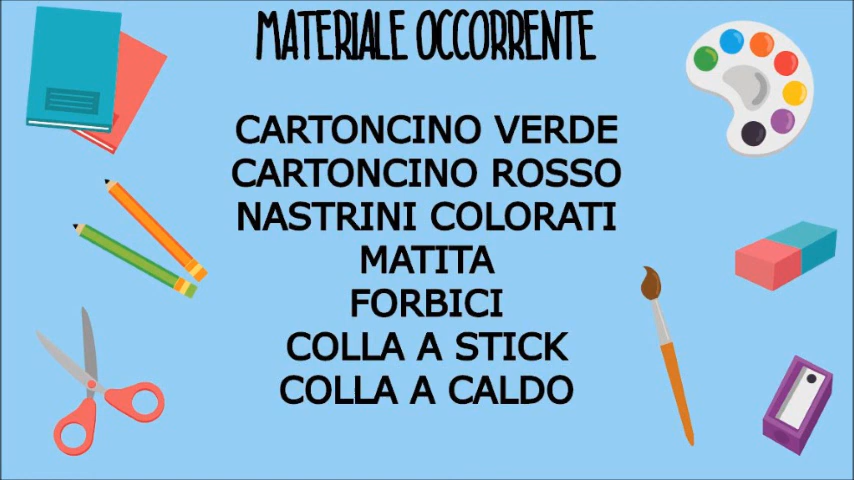 MATERIALE OCCORRENTE
CARTONCINO VERDE
CARTONCINO ROSSO
NASTRINI COLORATI
MATITA
FORBICI
COLLA A STICK
COLLA A CALDO